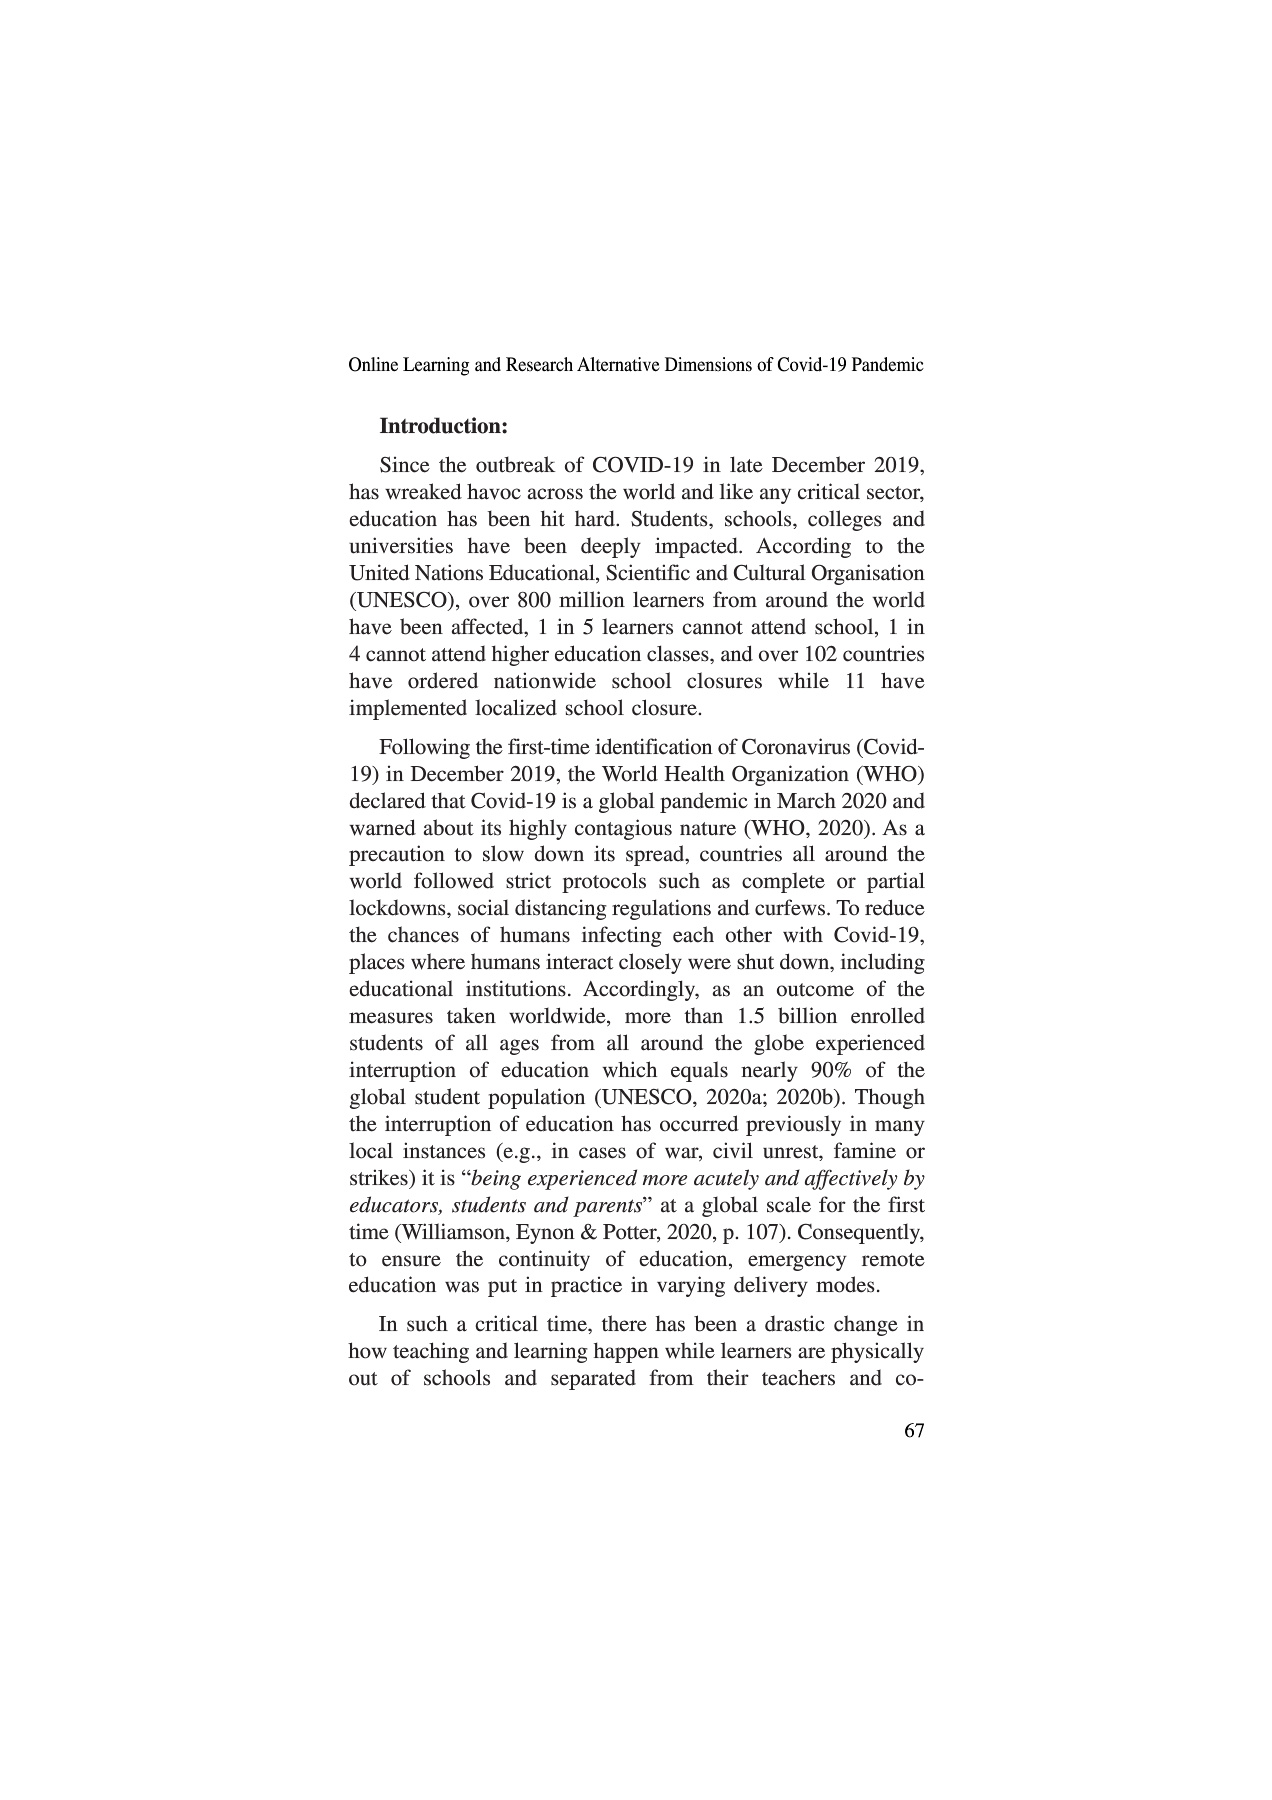 Online Learning and Research Alternative Dimensions of Covid-19 Pandemic
Introduction:
Since the outbreak of COVID-19 in late December 2019,
has wreaked havoc across the world and like any critical sector,
education has been hit hard. Students, schools, colleges and
universities have been deeply impacted. According to the
United Nations Educational, Scientific and Cultural Organisation
(UNESCO), over 800 million learners from around the world
have been affected, 1 in 5 learners cannot attend school, 1 in
4 cannot attend higher education classes, and over 102 countries
have ordered nationwide school closures while 11 have
implemented localized school closure.
Following the first-time identification of Coronavirus (Covid-
19) in December 2019, the World Health Organization (WHO)
declared that Covid-19 is a global pandemic in March 2020 and
warned about its highly contagious nature (WHO, 2020). As a
precaution to slow down its spread, countries all around the
world followed strict protocols such as complete or partial
lockdowns, social distancing regulations and curfews. To reduce
the chances of humans infecting each other with Covid-19,
places where humans interact closely were shut down, including
educational institutions. Accordingly, as an outcome of the
measures taken worldwide, more than 1.5 billion enrolled
students of all ages from all around the globe experienced
interruption of education which equals nearly 90% of the
global student population (UNESCO, 2020a; 2020b). Though
the interruption of education has occurred previously in many
local instances (e.g., in cases of war, civil unrest, famine or
strikes) it is “being experienced more acutely and affectively by
educators, students and parents” at a global scale for the first
time (Williamson, Eynon & Potter, 2020, p. 107). Consequently,
to ensure the continuity of education, emergency remote
education was put in practice in varying delivery modes.
In such a critical time, there has been a drastic change in
how teaching and learning happen while learners are physically
out of schools and separated from their teachers and co-
67